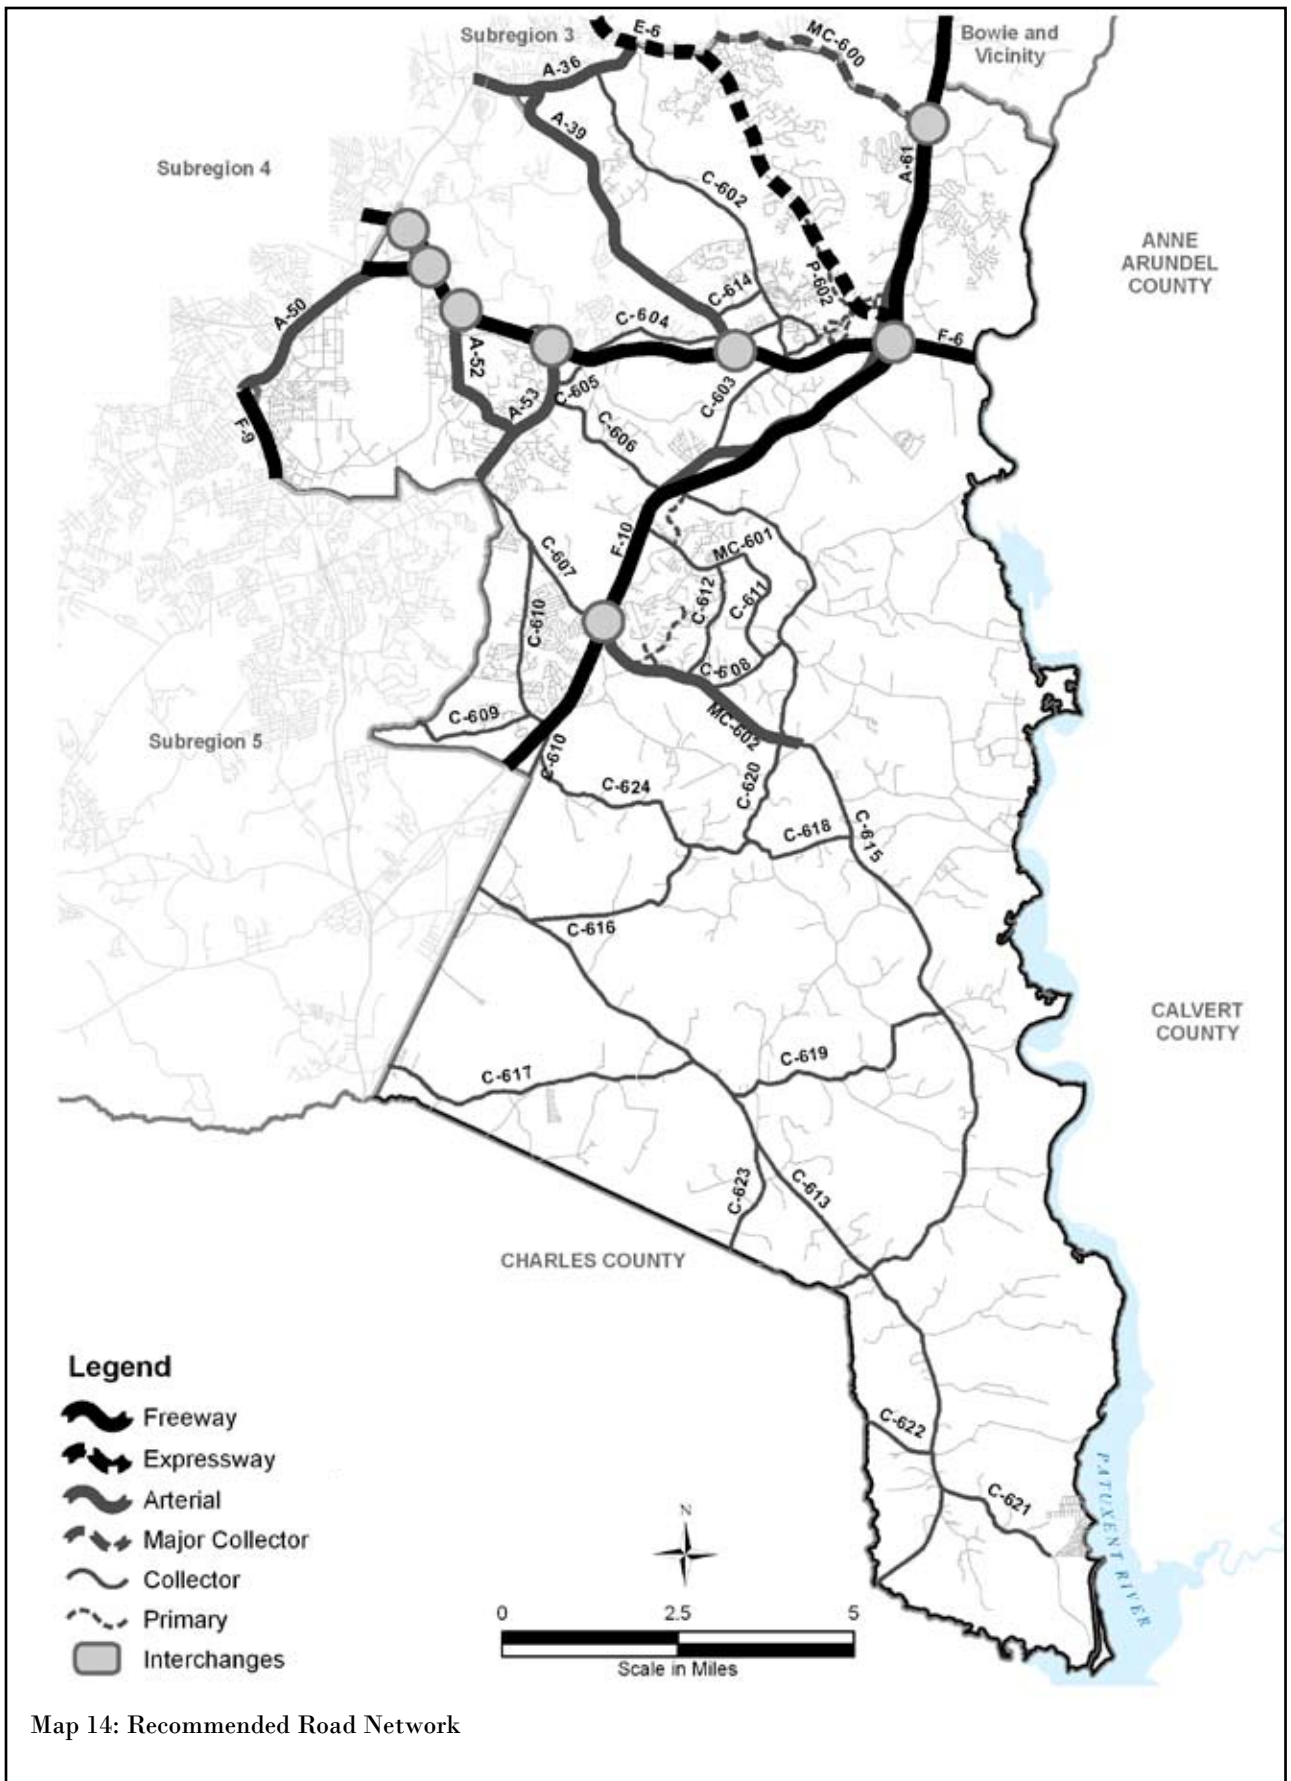 Subregion 3
E-6
MC-600
Bowie and
Vicinity
A-36
A-39
Subregion 4
C-602
A-61
ANNE
ARUNDEL
COUNTY
P-602
C-614
A-50
C-604
F-6
A-52
C-605
A-53
C-603
F-9
C-606
F-10
MC-601
C-607
C-612
C-611
C-610
C-608
C-609
MC-602
Subregion 5
C-610
C-624
C-620
C-618
C-615
C-616
CALVERT
COUNTY
C-619
C-617
C-623
C-613
CHARLES COUNTY
Legend
Freeway
Expressway
Arterial
Major Collector
Collector
Primary
Interchanges
C-622
C-621
PATUXENT RIVER
N
0 2.5 5
Scale in Miles
Map 14: Recommended Road Network